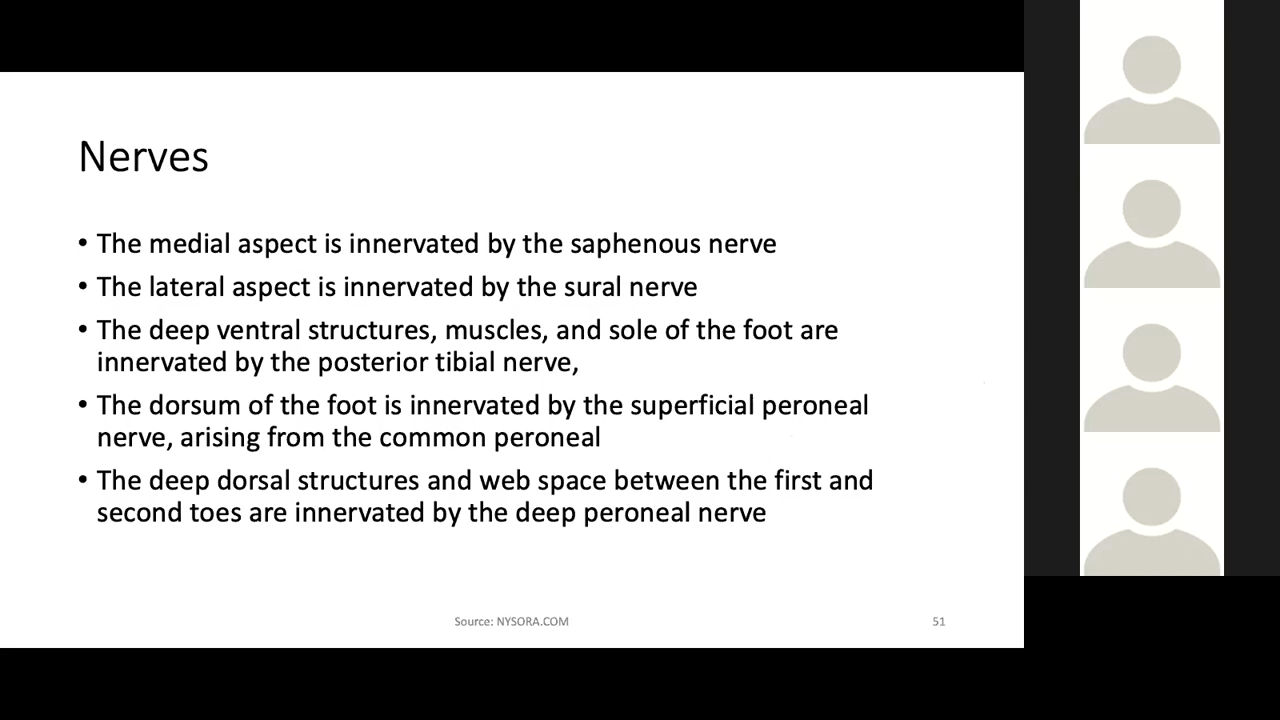 Nerves
• The medial aspect is innervated by the saphenous nerve
• The lateral aspect is innervated by the sural nerve
• The deep ventral structures, muscles, and sole of the foot are
innervated by the posterior tibial nerve,
• The dorsum of the foot is innervated by the superficial peroneal
nerve, arising from the common peroneal
• The deep dorsal structures and web space between the first and
second toes are innervated by the deep peroneal nerve
Source: NYSORA.COM
51